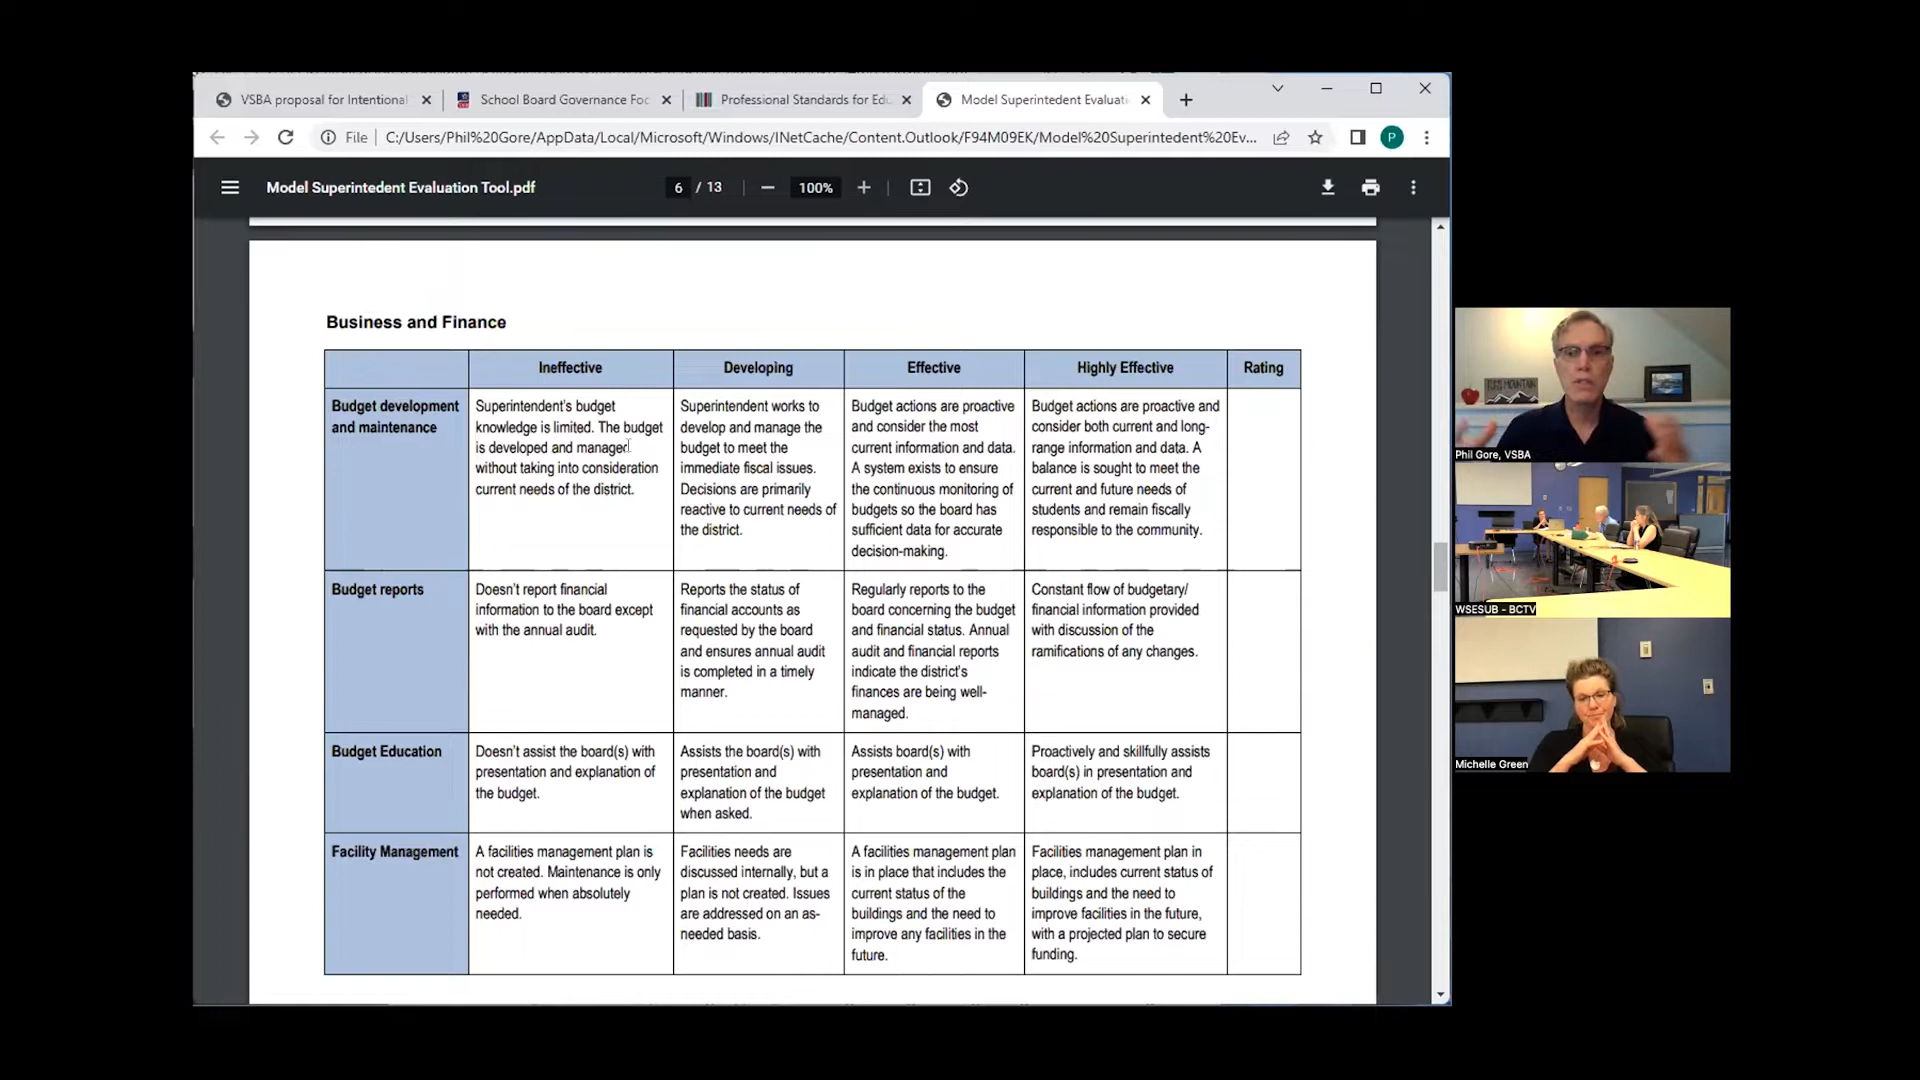 VSBA proposal for Intentional
School Board Governance Foc
Professional Standards for Edu
Model Superintedent Evaluati
File
C:/Users/Phil%20Gore/AppData/Local/Microsoft/Windows/INetCache/Content.Outlook/F94M09EK/Model%20Superintedent%20Ev...
P
Model Superintedent Evaluation Tool.pdf
6 / 13
100%
Business and Finance
Ineffective
Developing
Effective
Highly Effective
Rating
Budget development
and maintenance
Superintendent's budget
knowledge is limited. The budget
is developed and managed
without taking into consideration
current needs of the district.
Superintendent works to
develop and manage the
budget to meet the
immediate fiscal issues.
Decisions are primarily
reactive to current needs of
the district.
Budget actions are proactive
and consider the most
current information and data.
A system exists to ensure
the continuous monitoring of
budgets so the board has
sufficient data for accurate
decision-making.
Budget actions are proactive and
consider both current and long-
range information and data. A
balance is sought to meet the
current and future needs of
students and remain fiscally
responsible to the community.
Budget reports
Doesn't report financial
information to the board except
with the annual audit.
Reports the status of
financial accounts as
requested by the board
and ensures annual audit
is completed in a timely
manner.
Regularly reports to the
board concerning the budget
and financial status. Annual
audit and financial reports
indicate the district's
finances are being well-
managed.
Constant flow of budgetary/
financial information provided
with discussion of the
ramifications of any changes.
Budget Education
Doesn't assist the board(s) with
presentation and explanation of
the budget.
Assists the board(s) with
presentation and
explanation of the budget
when asked.
Assists board(s) with
presentation and
explanation of the budget.
Proactively and skillfully assists
board(s) in presentation and
explanation of the budget.
Facility Management
A facilities management plan is
not created. Maintenance is only
performed when absolutely
needed.
Facilities needs are
discussed internally, but a
plan is not created. Issues
are addressed on an as-
needed basis.
A facilities management plan
is in place that includes the
current status of the
buildings and the need to
improve any facilities in the
future.
Facilities management plan in
place, includes current status of
buildings and the need to
improve facilities in the future,
with a projected plan to secure
funding.
MOUNTAIN
Phil Gore, VSBA
WSESUB - BCTV
Michelle Green